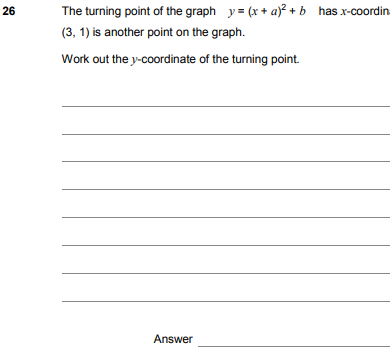 26 The turning point of the graph y = (x + a)² + b has x-coordin
(3, 1) is another point on the graph.
Work out the y-coordinate of the turning point.
Answer